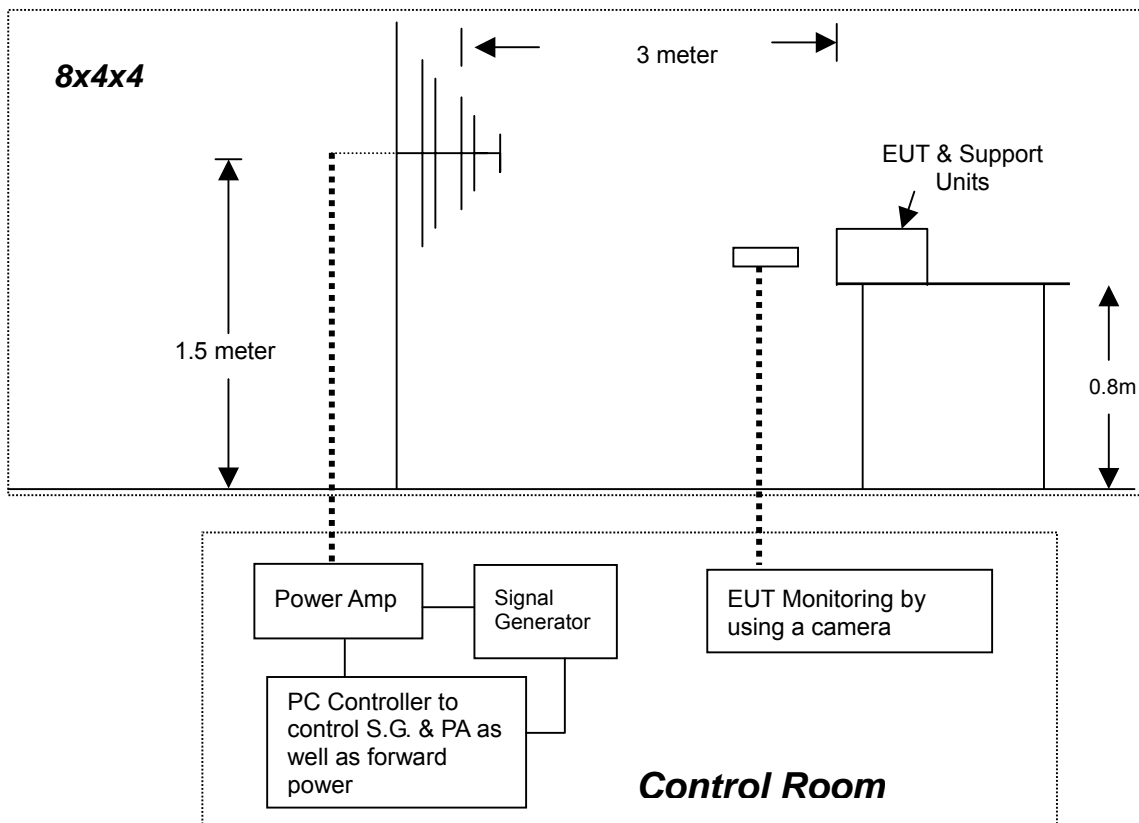 8x4x4
3 meter
EUT & Support
Units
1.5 meter
0.8m
Power Amp
Signal
Generator
EUT Monitoring by
using a camera
PC Controller to
control S.G. & PA as
well as forward
power
Control Room